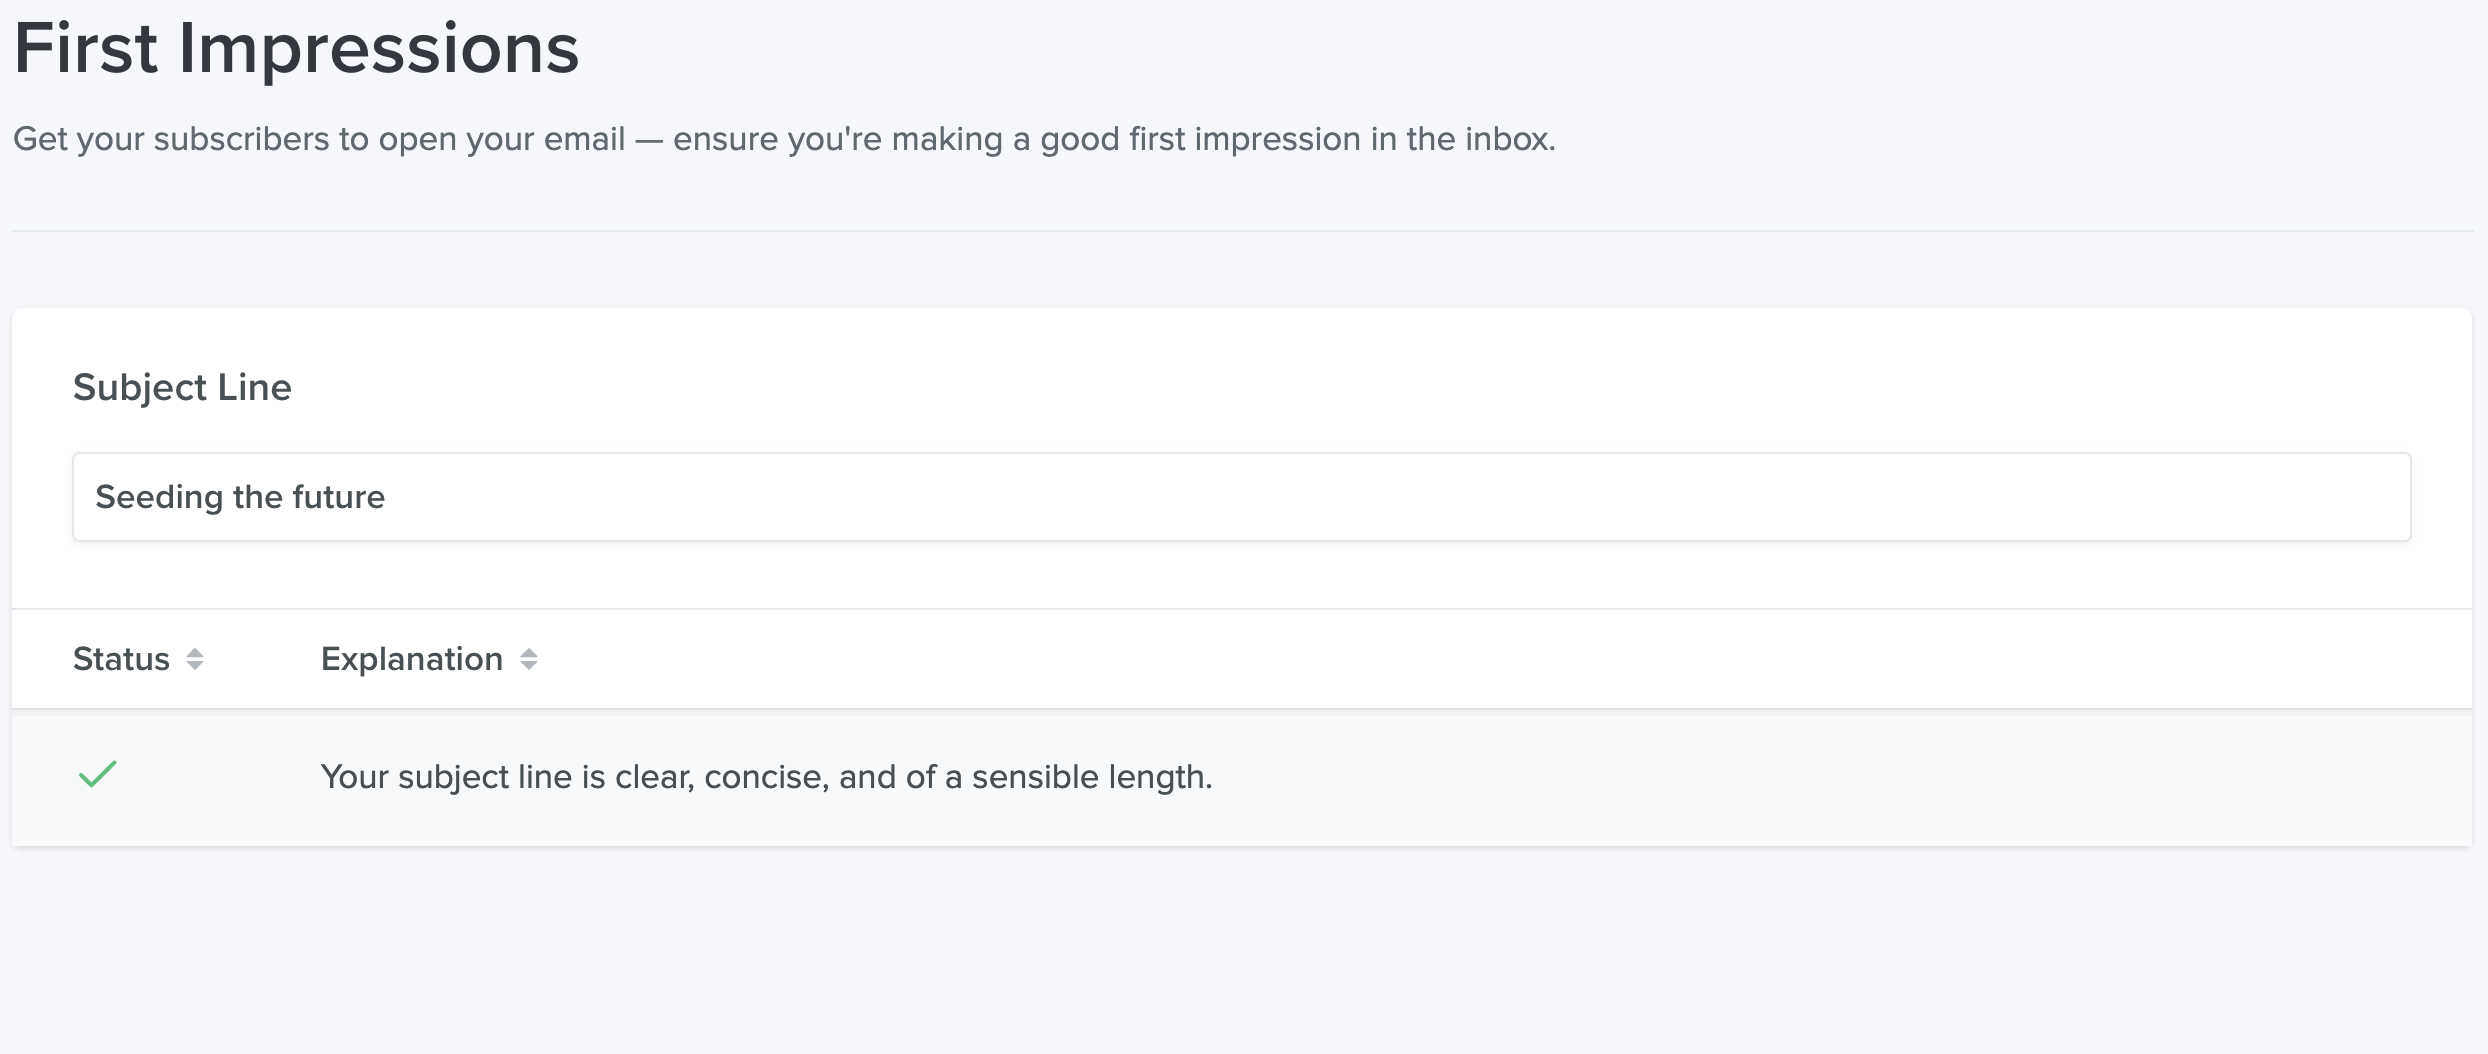 First Impressions
Get your subscribers to open your email — ensure you're making a good first impression in the inbox.
Subject Line
Seeding the future
Status Explanation
Your subject line is clear, concise, and of a sensible length.